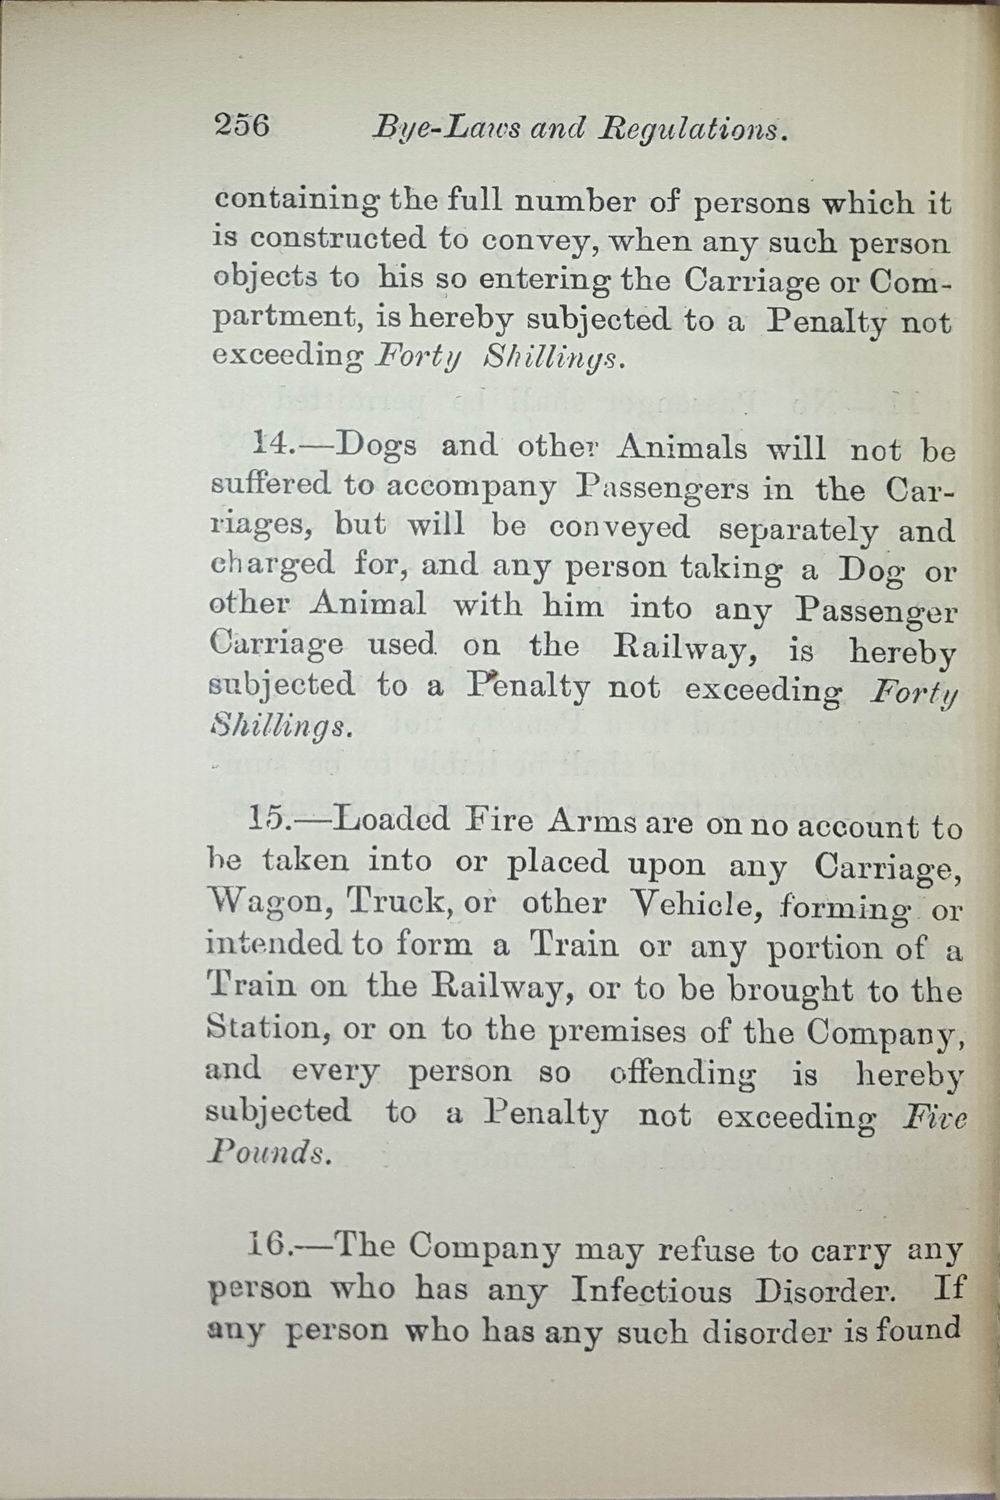 256 Bye-Laws and Regulations.
containing the full number of persons which it
is constructed to convey, when any such person
objects to his so entering the Carriage or Com-
partment, is hereby subjected to a Penalty not
exceeding Forty Shillings.
14.—Dogs and other Animals will not be
suffered to accompany Passengers in the Car-
riages, but will be conveyed separately and
charged for, and any person taking a Dog or
other Animal with him into any Passenger
Carriage used on the Railway, is hereby
subjected to a Penalty not exceeding Forty
Shillings.
15.—Loaded Fire Arms are on no account to
be taken into or placed upon any Carriage,
Wagon, Truck, or other Vehicle, forming or
intended to form a Train or any portion of a
Train on the Railway, or to be brought to the
Station, or on to the premises of the Company,
and every person so offending is hereby
subjected to a Penalty not exceeding Five
Pounds.
16.—The Company may refuse to carry any
person who has any Infectious Disorder. If
any person who has any such disorder is found